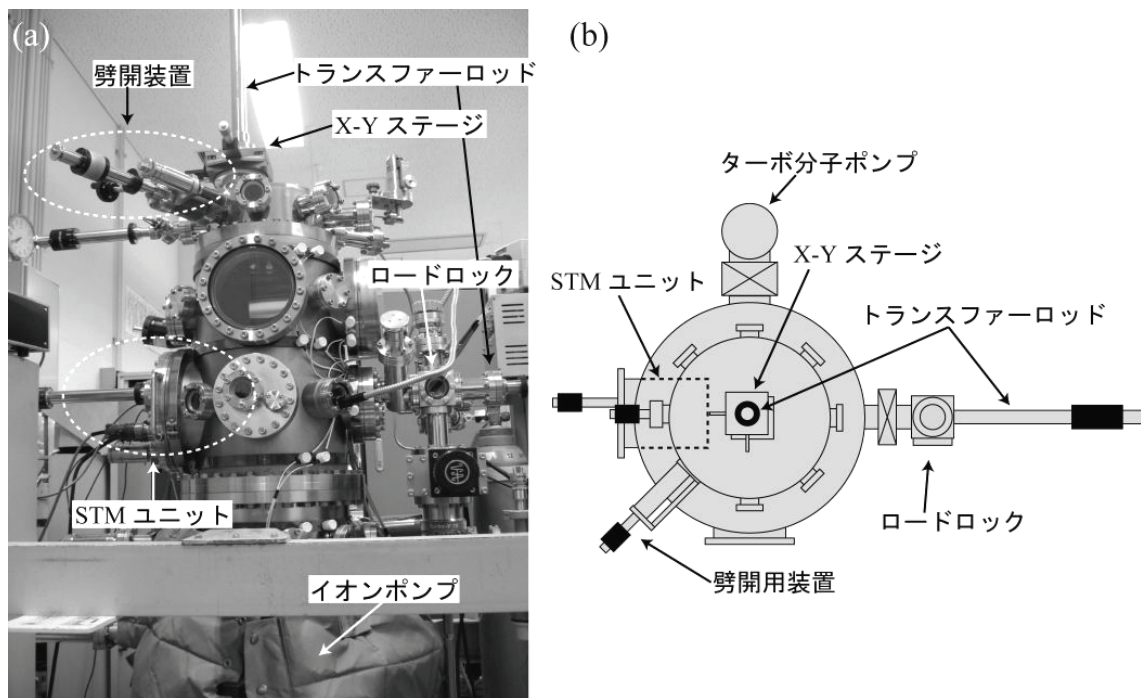 (a)
劈開装置
トランスファーロッド
X-Y ステージ
ロードロック
STM ユニット
イオンポンプ
(b)
ターボ分子ポンプ
X-Y ステージ
STM ユニット
トランスファーロッド
ロードロック
劈開用装置